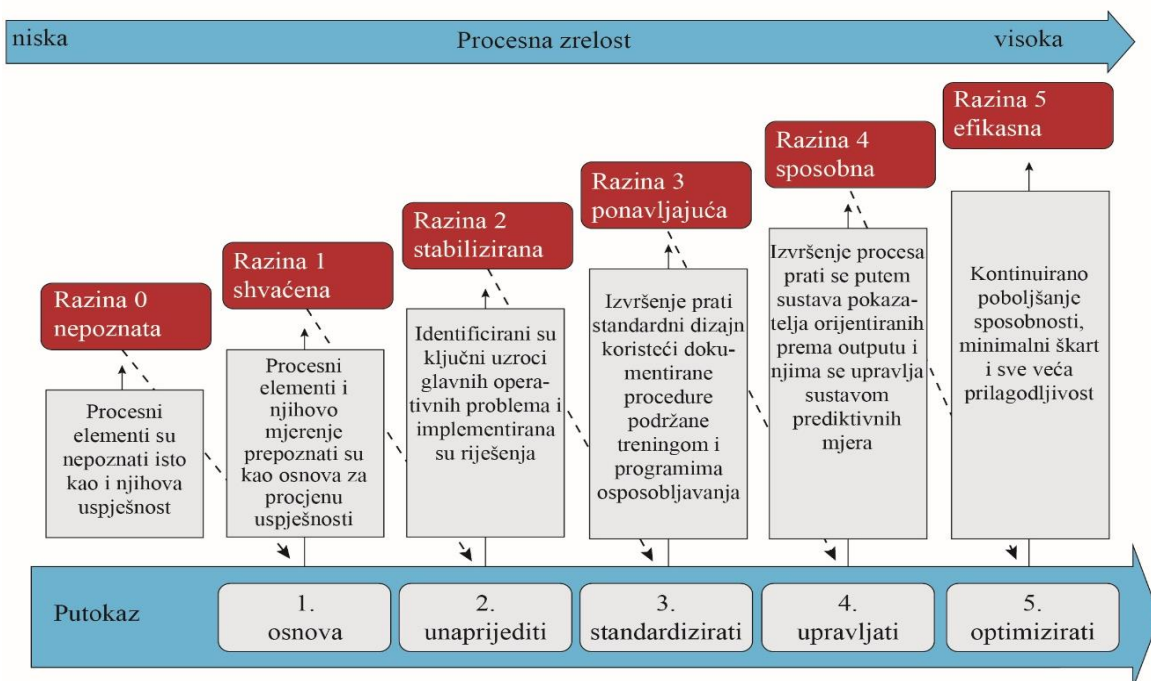 niska
Procesna zrelost
visoka
Razina 0
nepoznata
Procesni
elementi su
nepoznati isto
kao i njihova
uspješnost
Razina 1
shvaćena
Procesni
elementi i
njihovo
mjerenje
prepoznati su
kao osnova za
procjenu
uspješnosti
Razina 2
stabilizirana
Identificirani su
ključni uzroci
glavnih opera-
tivnih problema i
implementirana
su riješenja
Razina 3
ponavljajuća
Izvršenje prati
standardni dizajn
koristeći doku-
mentirane
procedure
podržane
treningom i
programima
osposobljavanja
Razina 4
sposobna
Izvršenje procesa
prati se putem
sustava pokaza-
telja orijentiranih
prema outputu i
njima se upravlja
sustavom
prediktivnih
mjera
Razina 5
efikasna
Kontinuirano
poboljšanje
sposobnosti,
minimalni škart
i sve veća
prilagodljivost
Putokaz
1.
osnova
2.
unaprijediti
3.
standardizirati
4.
upravljati
5.
optimizirati